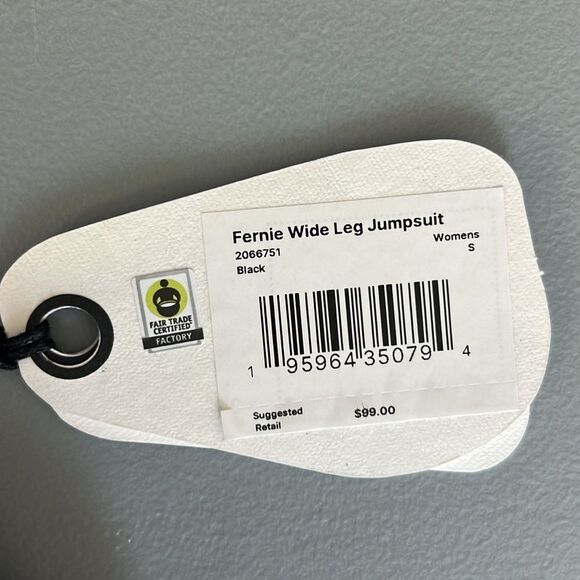 Fernie Wide Leg Jumpsuit
2066751 Womens
Black S
1 95964 35079 4
Suggested $99.00
Retail
FAIR TRADE
CERTIFIED
FACTORY